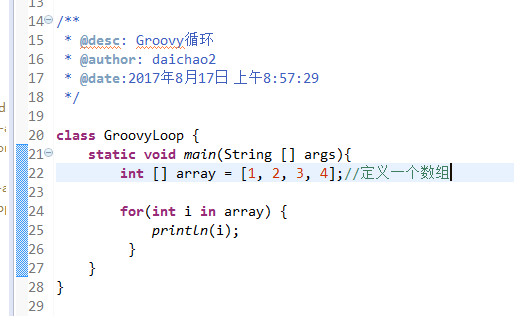 13
14 /**
15  * @desc: Groovy循环
16  * @author: daichao2
17  * @date:2017年8月17日 上午8:57:29
18  */
19
20 class GroovyLoop {
21     static void main(String [] args){
22         int [] array = [1, 2, 3, 4];//定义一个数组
23
24         for(int i in array) {
25             println(i);
26          }
27     }
28 }
29